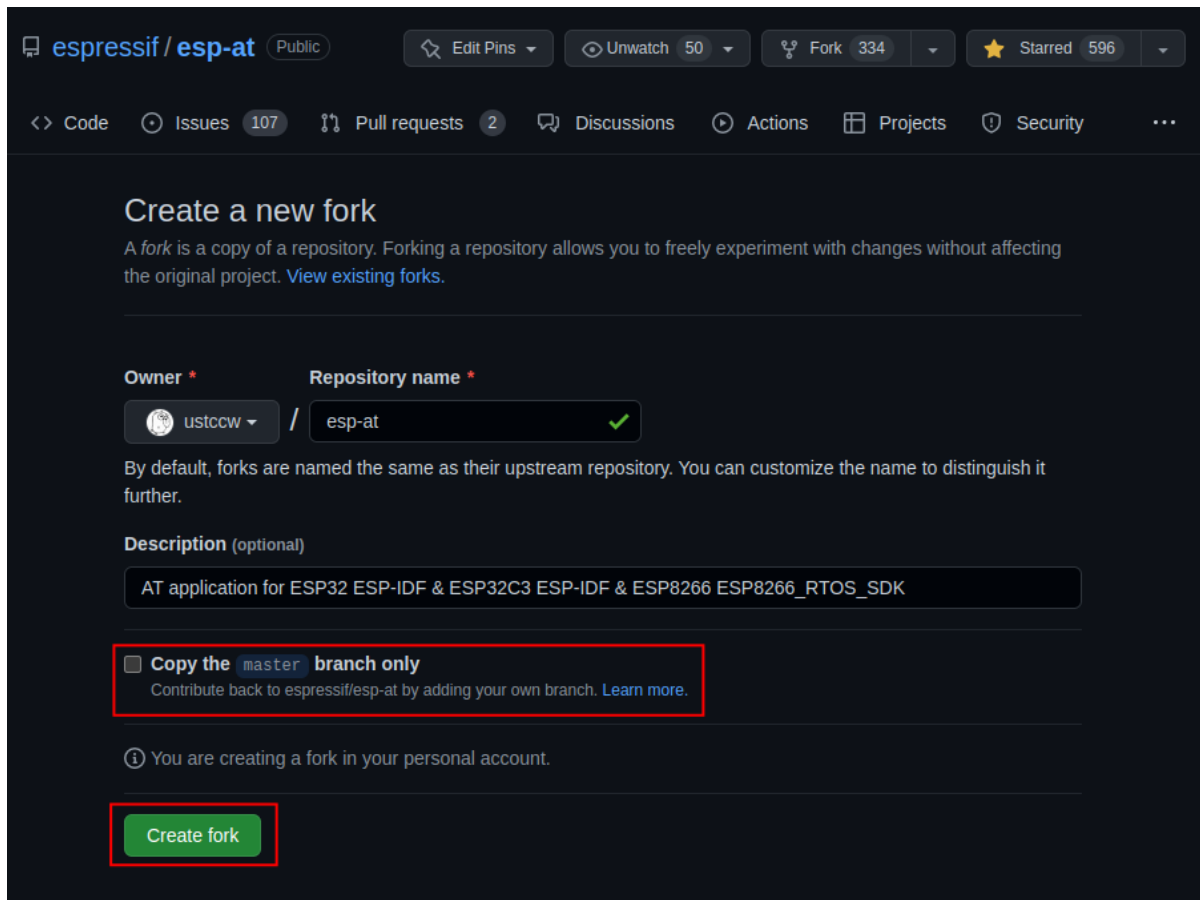 espressif / esp-at Public Edit Pins Unwatch 50 Fork 334 Starred 596
Code Issues 107 Pull requests 2 Discussions Actions Projects Security ...
Create a new fork
A fork is a copy of a repository. Forking a repository allows you to freely experiment with changes without affecting
the original project. View existing forks.
Owner * Repository name *
ustccw / esp-at
By default, forks are named the same as their upstream repository. You can customize the name to distinguish it
further.
Description (optional)
AT application for ESP32 ESP-IDF & ESP32C3 ESP-IDF & ESP8266 ESP8266_RTOS_SDK
Copy the master branch only
Contribute back to espressif/esp-at by adding your own branch. Learn more.
You are creating a fork in your personal account.
Create fork